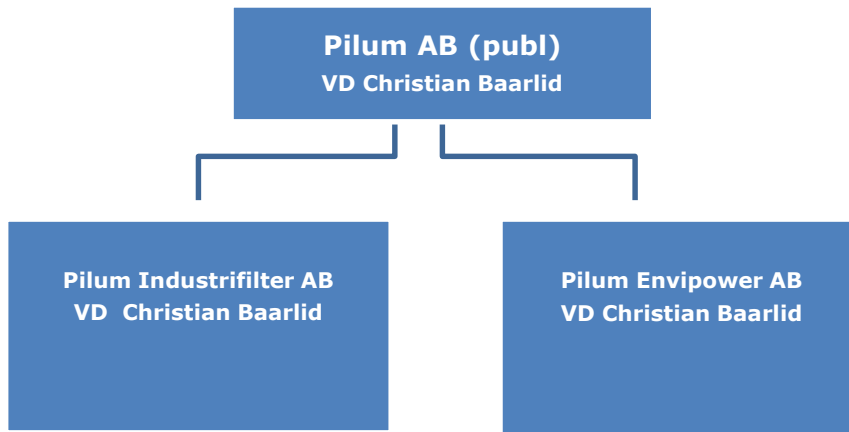 Pilum AB (publ)
VD Christian Baarlid
Pilum Industrifilter AB
VD Christian Baarlid
Pilum Envipower AB
VD Christian Baarlid